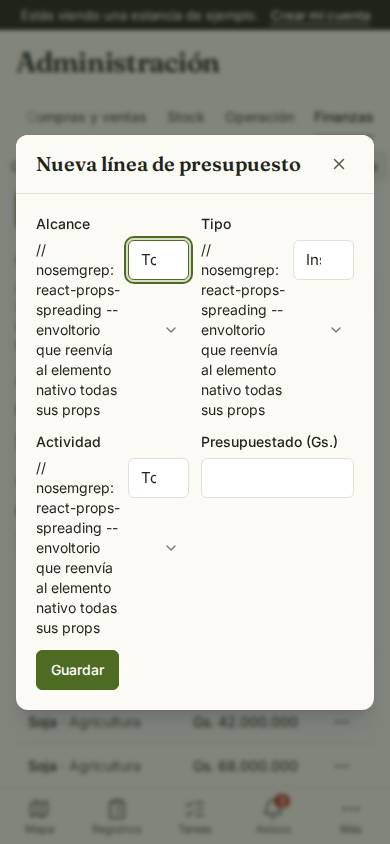 Estás viendo una estancia de ejemplo. Crear mi cuenta
Administración
Compras y ventas Stock Operación Finanzas
Nueva línea de presupuesto
Alcance
//
nosemgrep:
react-props-
spreading --
envoltorio
que reenvía
al elemento
nativo todas
sus props
Tipo
//
nosemgrep:
react-props-
spreading --
envoltorio
que reenvía
al elemento
nativo todas
sus props
Actividad
//
nosemgrep:
react-props-
spreading --
envoltorio
que reenvía
al elemento
nativo todas
sus props
Presupuestado (Gs.)
Guardar
Soja · Agricultura Gs. 42.000.000
Soja · Agricultura Gs. 68.000.000
Mapa Registros Tareas Avisos Más